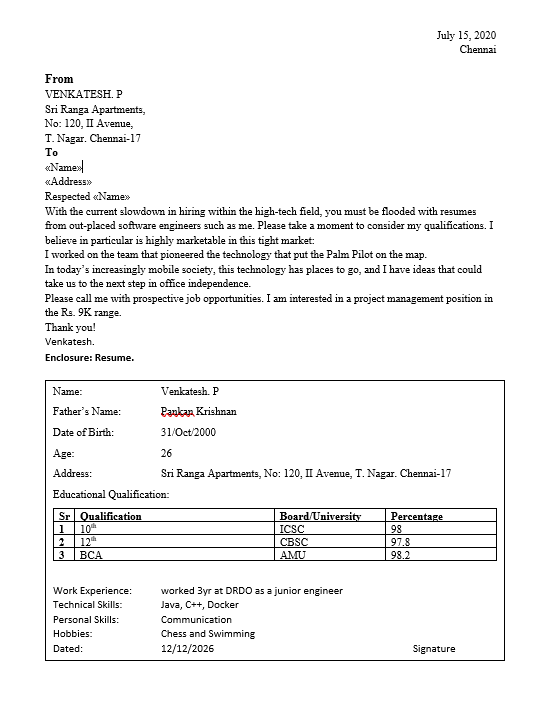 July 15, 2020
Chennai
From
VENKATESH. P
Sri Ranga Apartments,
No: 120, II Avenue,
T. Nagar. Chennai-17
To
«Name»
«Address»
Respected «Name»
With the current slowdown in hiring within the high-tech field, you must be flooded with resumes
from out-placed software engineers such as me. Please take a moment to consider my qualifications. I
believe in particular is highly marketable in this tight market:
I worked on the team that pioneered the technology that put the Palm Pilot on the map.
In today’s increasingly mobile society, this technology has places to go, and I have ideas that could
take us to the next step in office independence.
Please call me with prospective job opportunities. I am interested in a project management position in
the Rs. 9K range.
Thank you!
Venkatesh.
Enclosure: Resume.
Name: Venkatesh. P
Father’s Name: Pankan Krishnan
Date of Birth: 31/Oct/2000
Age: 26
Address: Sri Ranga Apartments, No: 120, II Avenue, T. Nagar. Chennai-17
Educational Qualification:
Sr Qualification Board/University Percentage
1 10th ICSC 98
2 12th CBSC 97.8
3 BCA AMU 98.2
Work Experience: worked 3yr at DRDO as a junior engineer
Technical Skills: Java, C++, Docker
Personal Skills: Communication
Hobbies: Chess and Swimming
Dated: 12/12/2026 Signature